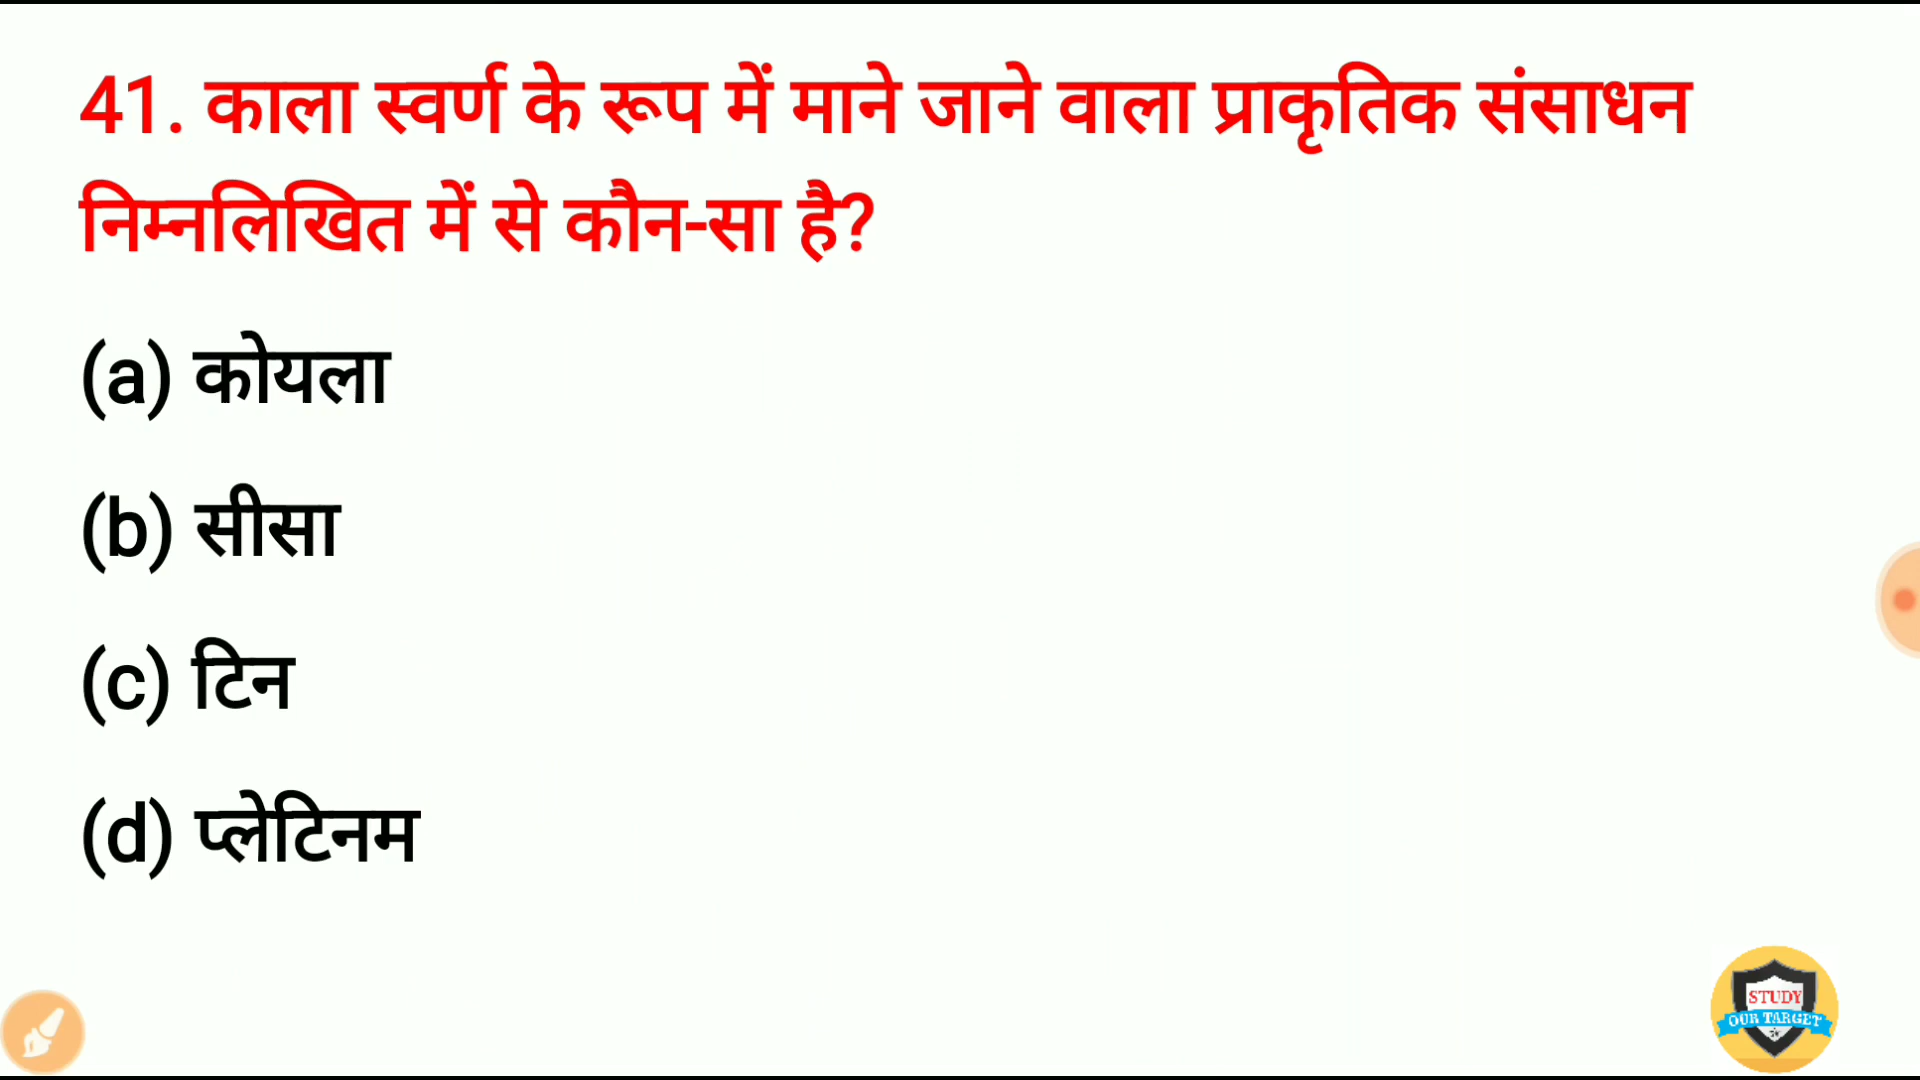 41. काला स्वर्ण के रूप में माने जाने वाला प्राकृतिक संसाधन
निम्नलिखित में से कौन-सा है?
(a) कोयला
(b) सीसा
(c) टिन
(d) प्लेटिनम
STUDY
OUR TARGET